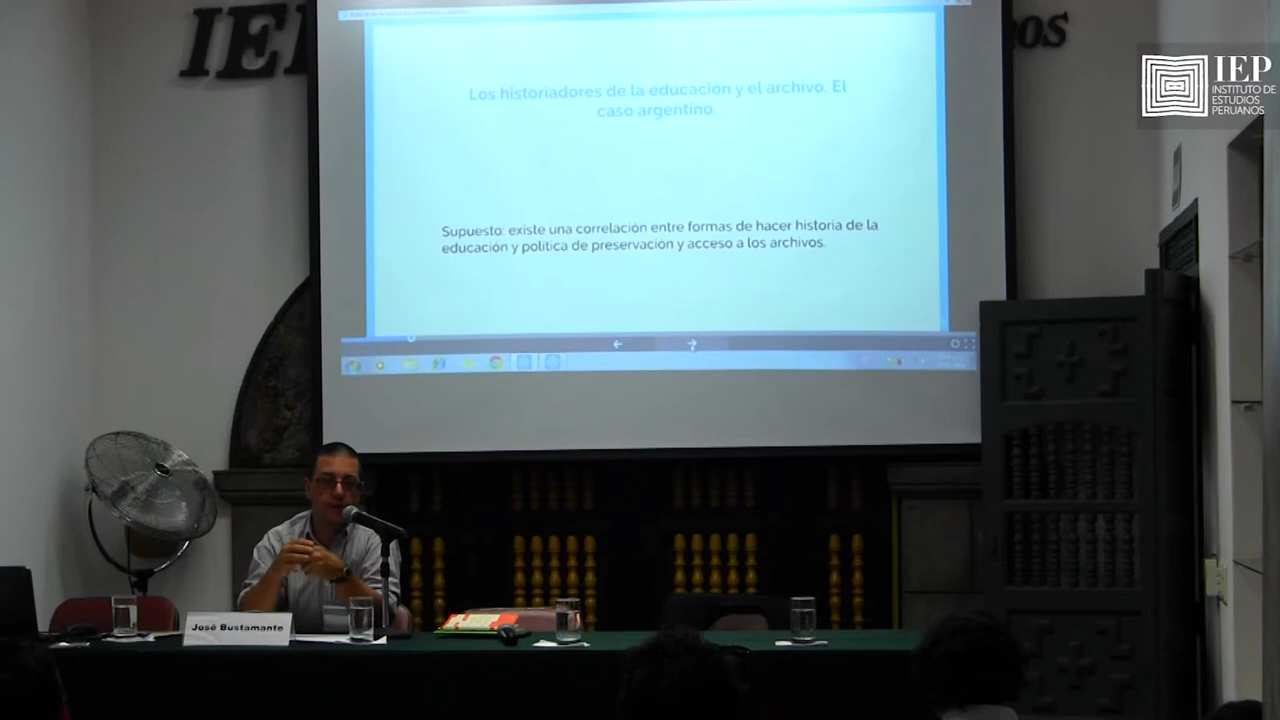 IEP
INSTITUTO DE
ESTUDIOS
PERUANOS
Los historiadores de la educación y el archivo. El
caso argentino.
Supuesto: existe una correlación entre formas de hacer historia de la
educación y política de preservación y acceso a los archivos.
José Bustamante